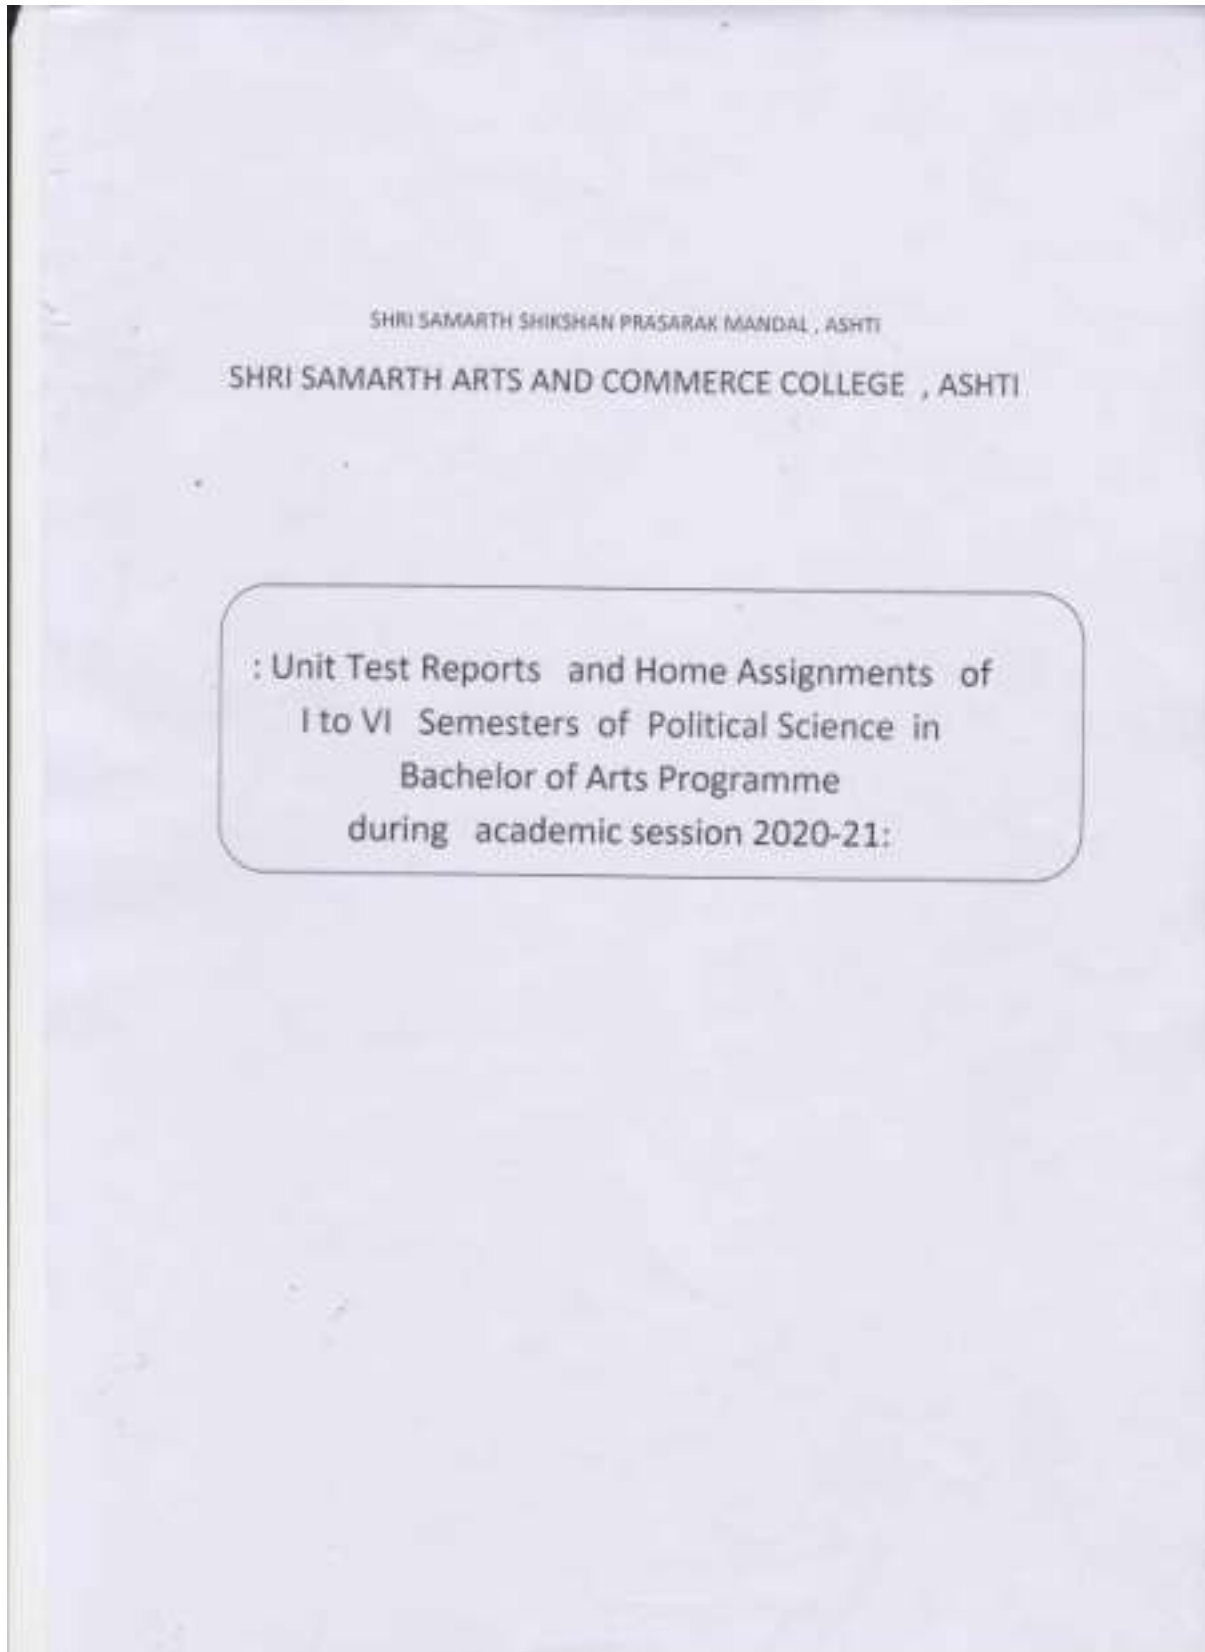 SHRI SAMARTH SHIKSHAN PRASARAK MANDAL , ASHTI
SHRI SAMARTH ARTS AND COMMERCE COLLEGE , ASHTI
: Unit Test Reports and Home Assignments of
I to VI Semesters of Political Science in
Bachelor of Arts Programme
during academic session 2020-21: